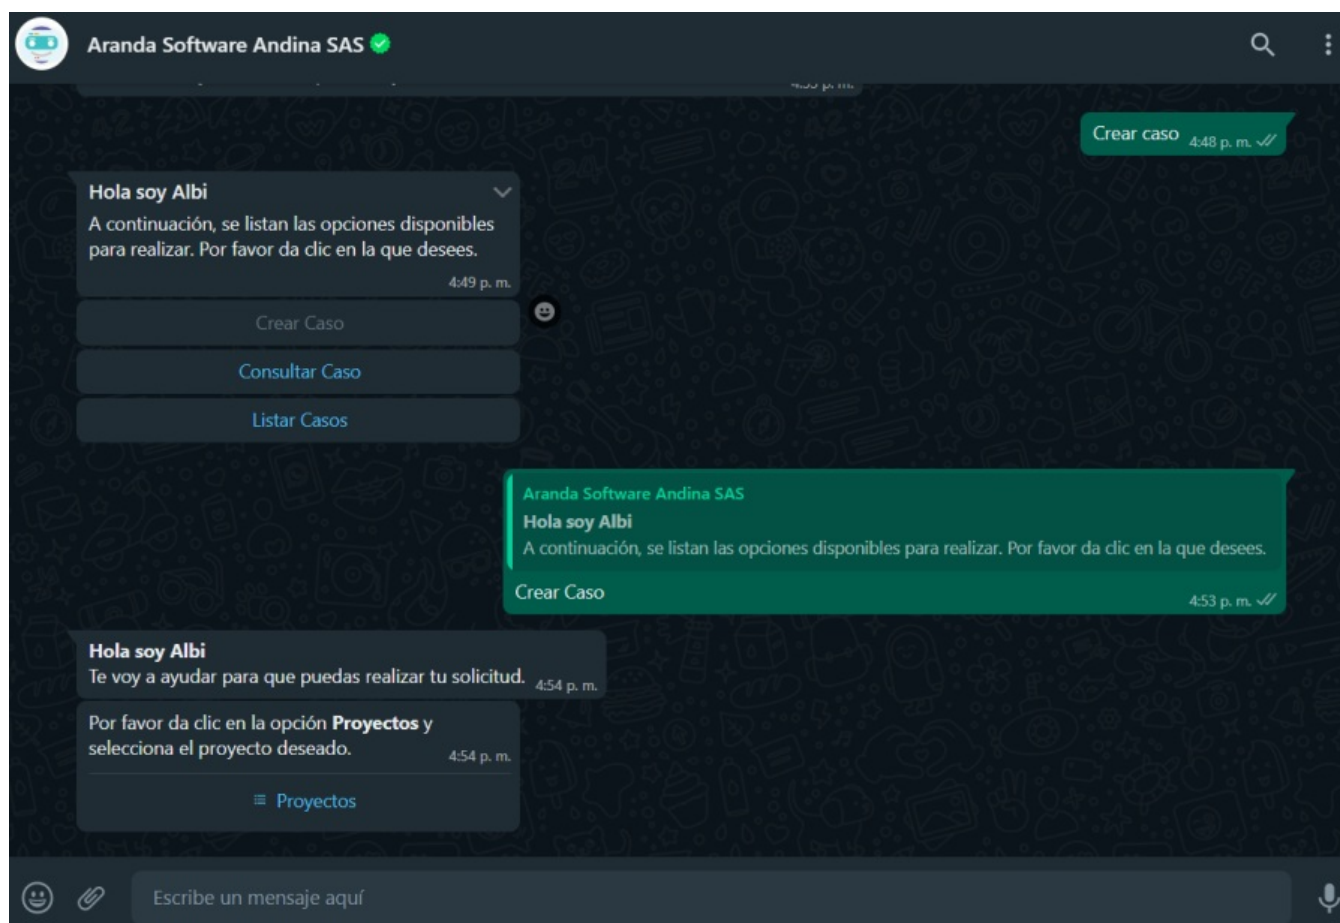 Aranda Software Andina SAS
Crear caso 4:48 p. m.
Hola soy Albi
A continuación, se listan las opciones disponibles
para realizar. Por favor da clic en la que desees.
4:49 p. m.
Crear Caso
Consultar Caso
Listar Casos
Aranda Software Andina SAS
Hola soy Albi
A continuación, se listan las opciones disponibles para realizar. Por favor da clic en la que desees.
Crear Caso 4:53 p. m.
Hola soy Albi
Te voy a ayudar para que puedas realizar tu solicitud. 4:54 p. m.
Por favor da clic en la opción Proyectos y
selecciona el proyecto deseado. 4:54 p. m.
Proyectos
Escribe un mensaje aquí